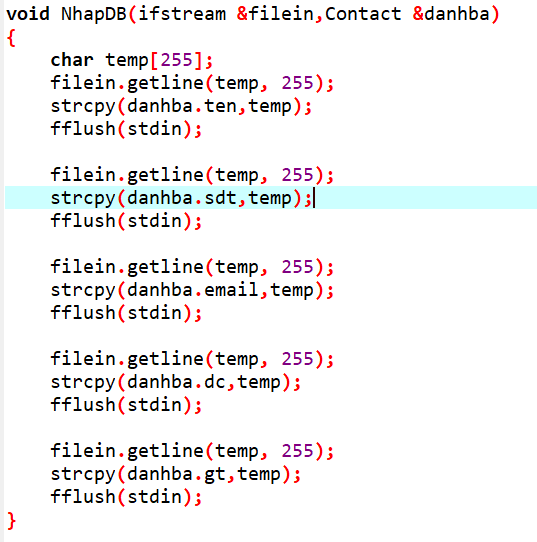 void NhapDB(ifstream &filein,Contact &danhba)
{
char temp[255];
filein.getline(temp, 255);
strcpy(danhba.ten,temp);
fflush(stdin);
filein.getline(temp, 255);
strcpy(danhba.sdt,temp);
fflush(stdin);
filein.getline(temp, 255);
strcpy(danhba.email,temp);
fflush(stdin);
filein.getline(temp, 255);
strcpy(danhba.dc,temp);
fflush(stdin);
filein.getline(temp, 255);
strcpy(danhba.gt,temp);
fflush(stdin);
}